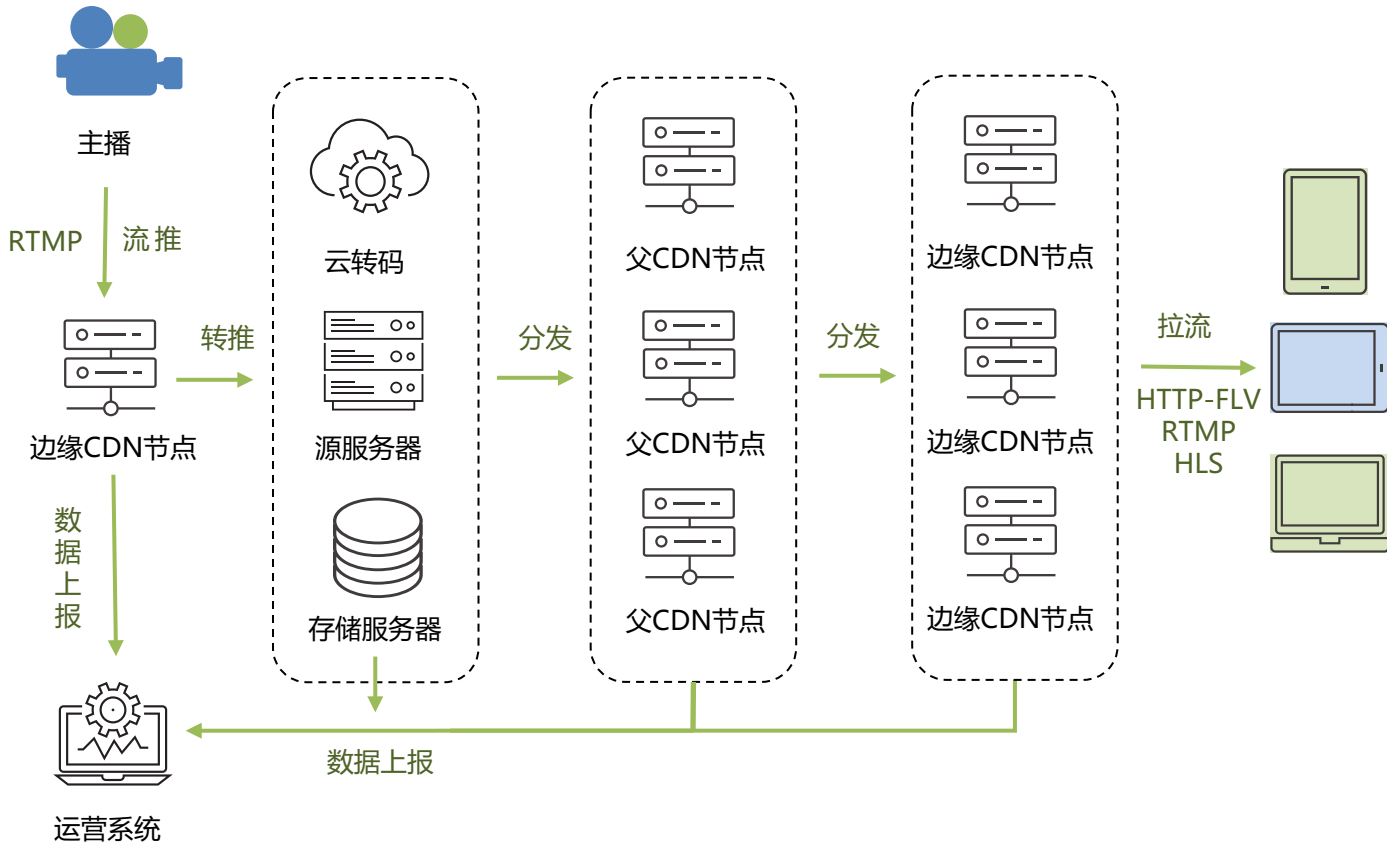 主播
RTMP 流推
边缘CDN节点
数
据
上
报
运营系统
转推
云转码
源服务器
存储服务器
数据上报
分发
父CDN节点
父CDN节点
父CDN节点
分发
边缘CDN节点
边缘CDN节点
边缘CDN节点
拉流
HTTP-FLV
RTMP
HLS